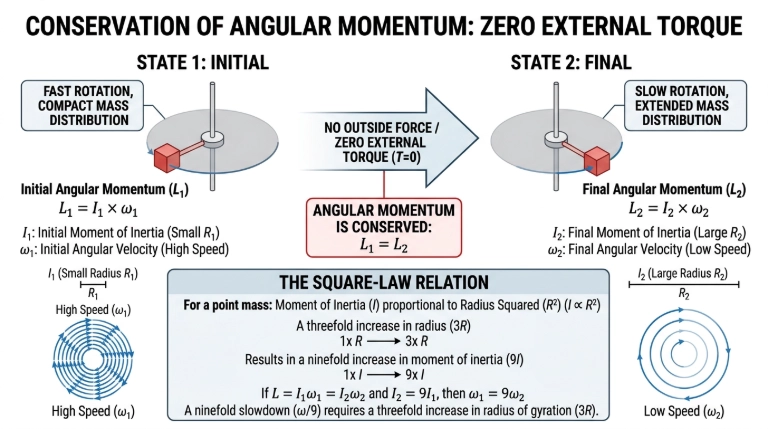 CONSERVATION OF ANGULAR MOMENTUM: ZERO EXTERNAL TORQUE
STATE 1: INITIAL
FAST ROTATION,
COMPACT MASS
DISTRIBUTION
Initial Angular Momentum (L₁)
L₁ = I₁ × ω₁
I₁: Initial Moment of Inertia (Small R₁)
ω₁: Initial Angular Velocity (High Speed)
NO OUTSIDE FORCE /
ZERO EXTERNAL
TORQUE (T=0)
ANGULAR MOMENTUM
IS CONSERVED:
L₁ = L₂
STATE 2: FINAL
SLOW ROTATION,
EXTENDED MASS
DISTRIBUTION
Final Angular Momentum (L₂)
L₂ = I₂ × ω₂
I₂: Final Moment of Inertia (Large R₂)
ω₂: Final Angular Velocity (Low Speed)
I₁ (Small Radius R₁)
R₁
High Speed (ω₁)
High Speed (ω₁)
THE SQUARE-LAW RELATION
For a point mass: Moment of Inertia (I) proportional to Radius Squared (R²) (I ∝ R²)
A threefold increase in radius (3R)
1x R ⟶ 3x R
Results in a ninefold increase in moment of inertia (9I)
1x I ⟶ 9x I
If L = I₁ω₁ = I₂ω₂ and I₂ = 9I₁, then ω₁ = 9ω₂
A ninefold slowdown (ω/9) requires a threefold increase in radius of gyration (3R).
I₂ (Large Radius R₂)
R₂
Low Speed (ω₂)